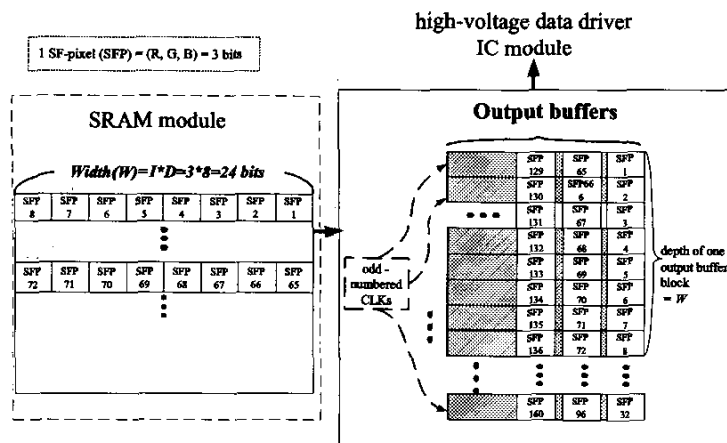 high-voltage data driver
IC module
1 SF-pixel (SFP) = (R, G, B) = 3 bits
SRAM module
Output buffers
Width(W)=I*D=3*8=24 bits
SFP 8 SFP 7 SFP 6 SFP 5 SFP 4 SFP 3 SFP 2 SFP 1
SFP 72 SFP 71 SFP 70 SFP 69 SFP 68 SFP 67 SFP 66 SFP 65
odd -
numbered
CLKs
SFP 129 SFP 65 SFP 1
SFP 130 SFP66 6 SFP 2
SFP 131 SFP 67 SFP 3
SFP 132 SFP 68 SFP 4
SFP 133 SFP 69 SFP 5
SFP 134 SFP 70 SFP 6
SFP 135 SFP 71 SFP 7
SFP 136 SFP 72 SFP 8
SFP 160 SFP 96 SFP 32
depth of one
output buffer
block
= W